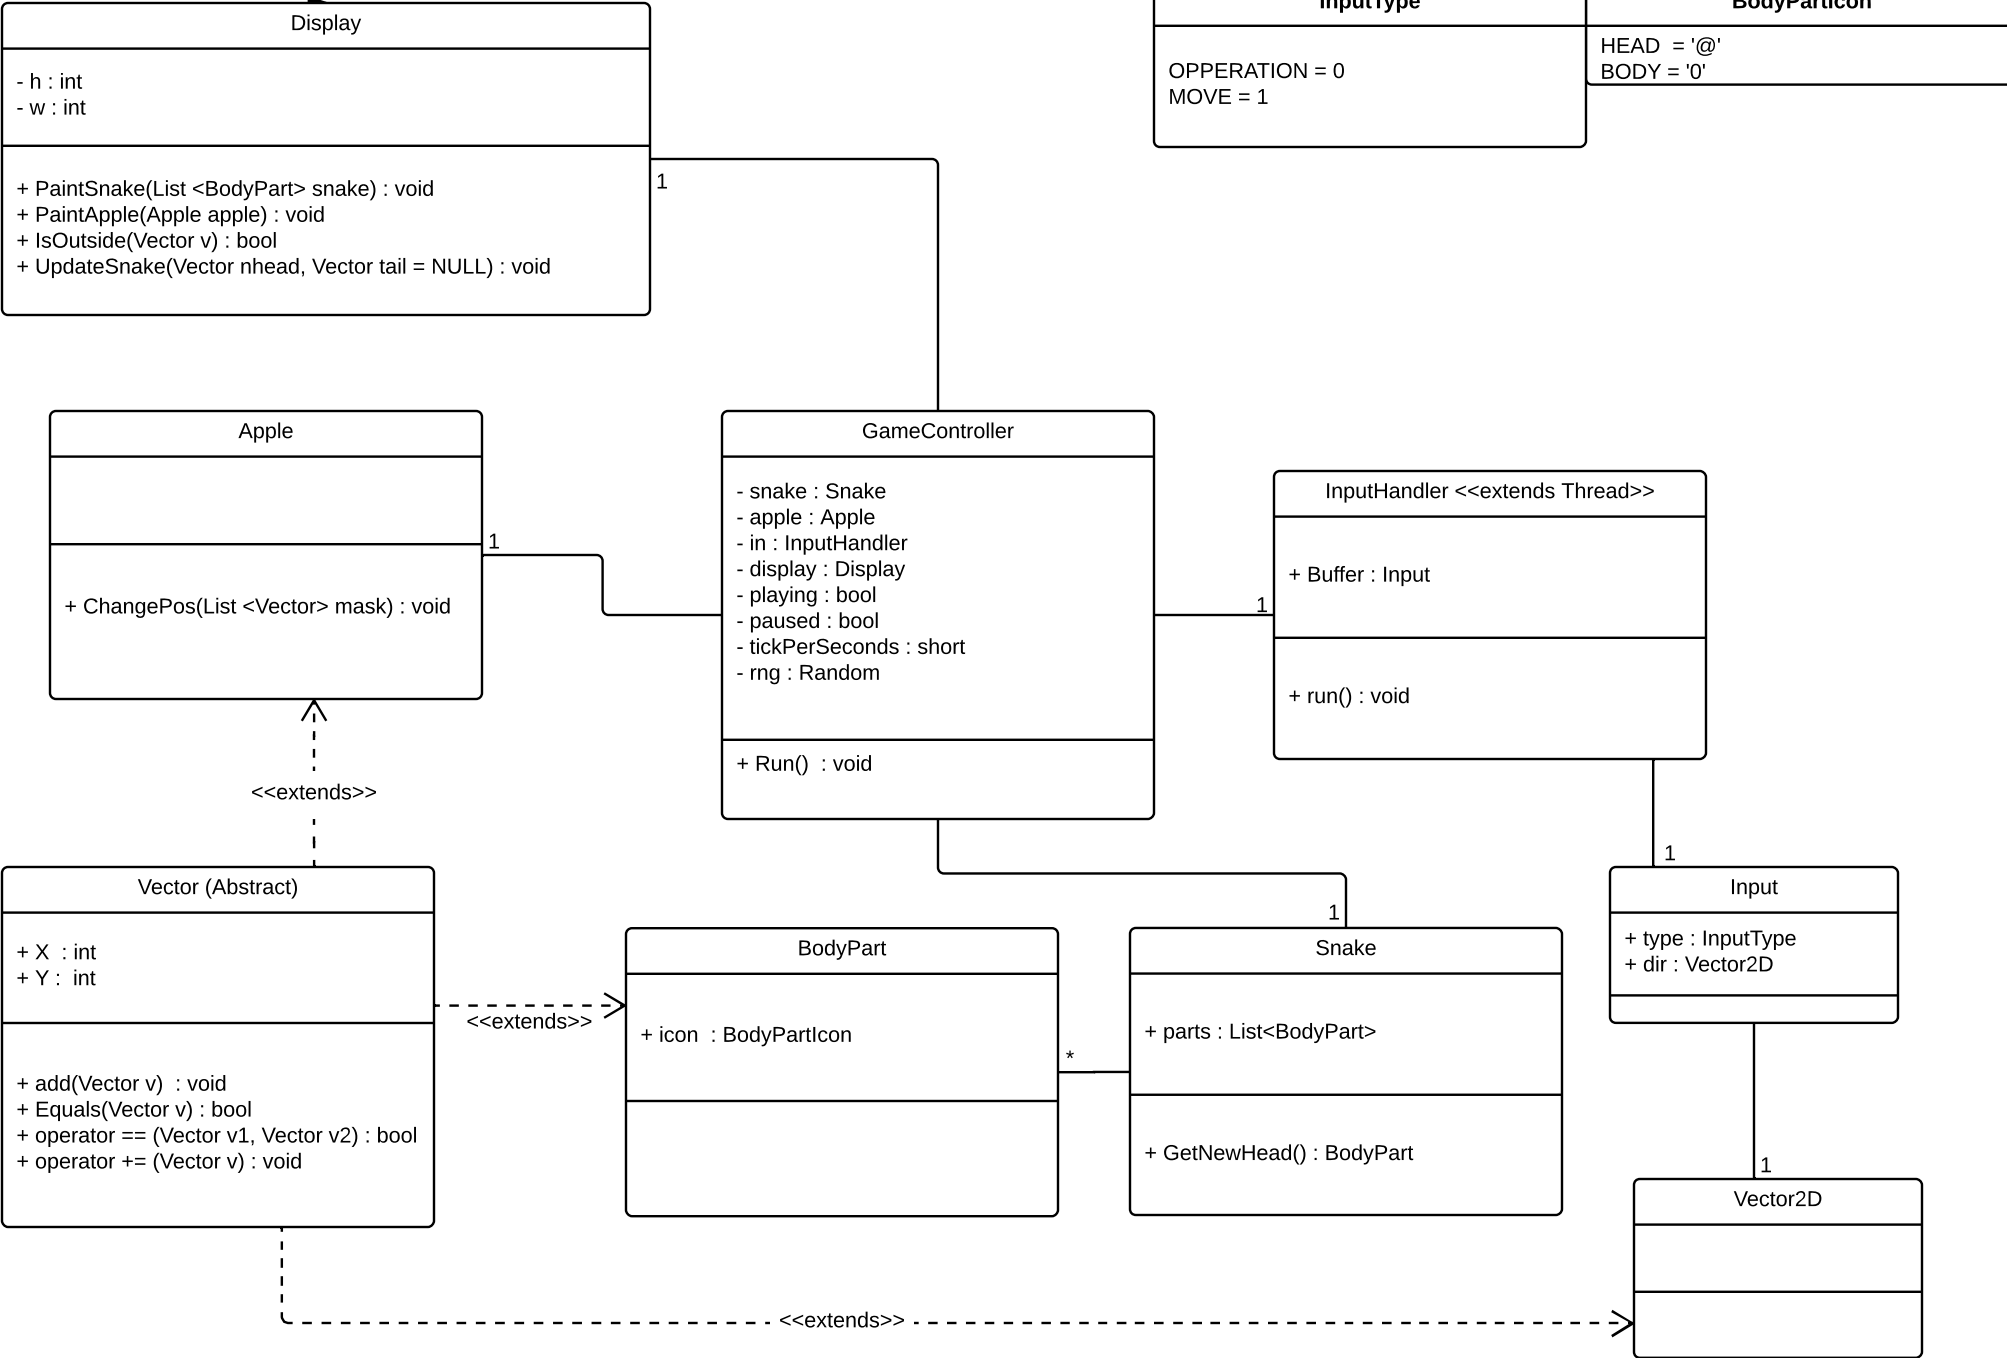 Display
- h : int
- w : int
+ PaintSnake(List <BodyPart> snake) : void
+ PaintApple(Apple apple) : void
+ IsOutside(Vector v) : bool
+ UpdateSnake(Vector nhead, Vector tail = NULL) : void
1
InputType
OPPERATION = 0
MOVE = 1
BodyPartIcon
HEAD  = '@'
BODY = '0'
Apple
+ ChangePos(List <Vector> mask) : void
1
GameController
- snake : Snake
- apple : Apple
- in : InputHandler
- display : Display
- playing : bool
- paused : bool
- tickPerSeconds : short
- rng : Random
+ Run()  : void
1
InputHandler <<extends Thread>>
+ Buffer : Input
+ run() : void
<<extends>>
Vector (Abstract)
+ X  : int
+ Y :  int
+ add(Vector v)  : void
+ Equals(Vector v) : bool
+ operator == (Vector v1, Vector v2) : bool
+ operator += (Vector v) : void
<<extends>>
BodyPart
+ icon  : BodyPartIcon
*
1
Snake
+ parts : List<BodyPart>
+ GetNewHead() : BodyPart
1
Input
+ type : InputType
+ dir : Vector2D
1
Vector2D
<<extends>>